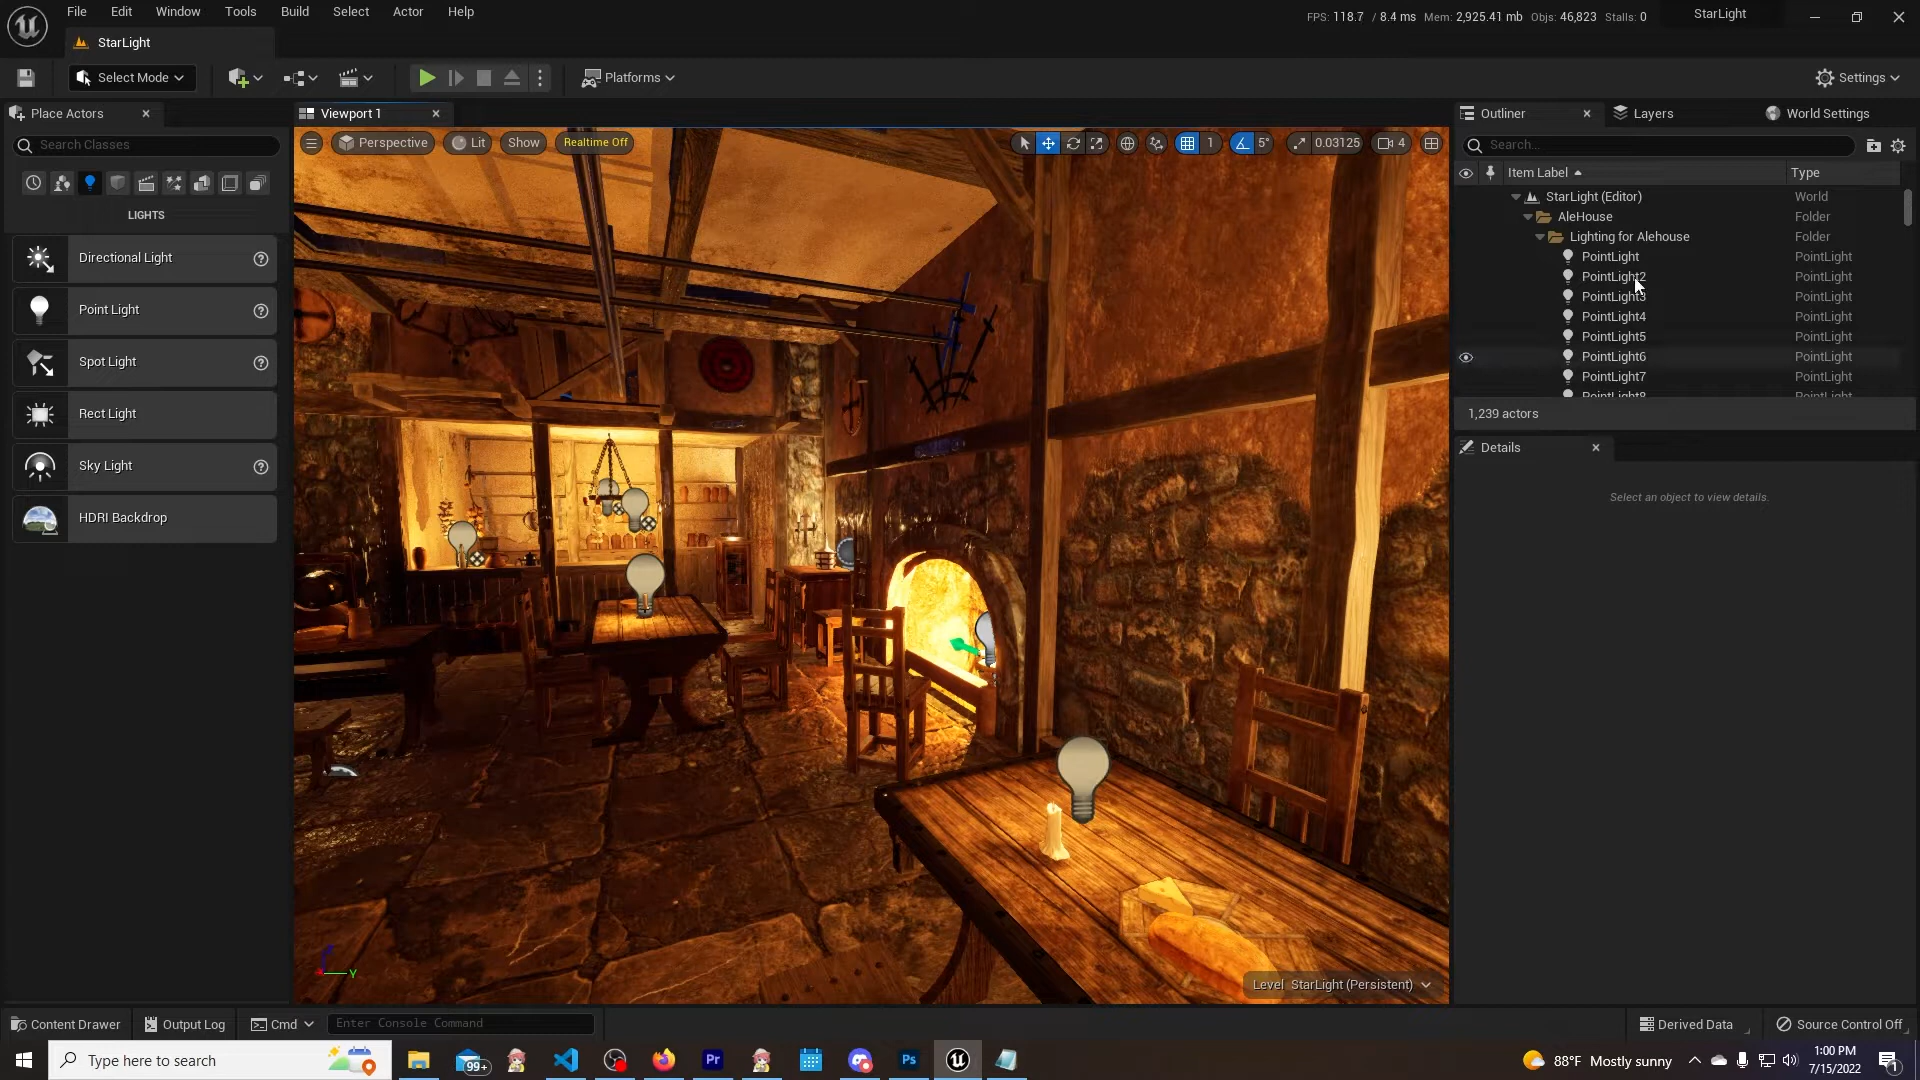 File Edit Window Tools Build Select Actor Help
FPS: 118.7 / 8.4 ms Mem: 2,925.41 mb Objs: 46,823 Stalls: 0
StarLight
StarLight
Select Mode
Platforms
Settings
Place Actors
Search Classes
LIGHTS
Directional Light
Point Light
Spot Light
Rect Light
Sky Light
HDRI Backdrop
Viewport 1
Perspective Lit Show Realtime Off
1 5° 0.03125 4
Y
Level StarLight (Persistent)
Outliner Layers World Settings
Search...
Item Label Type
StarLight (Editor) World
AleHouse Folder
Lighting for Alehouse Folder
PointLight PointLight
PointLight2 PointLight
PointLight3 PointLight
PointLight4 PointLight
PointLight5 PointLight
PointLight6 PointLight
PointLight7 PointLight
PointLight8 PointLight
1,239 actors
Details
Select an object to view details.
Content Drawer Output Log Cmd Enter Console Command
Derived Data Source Control Off
Type here to search
99+
Pr
Ps
88°F Mostly sunny
1:00 PM
7/15/2022
1